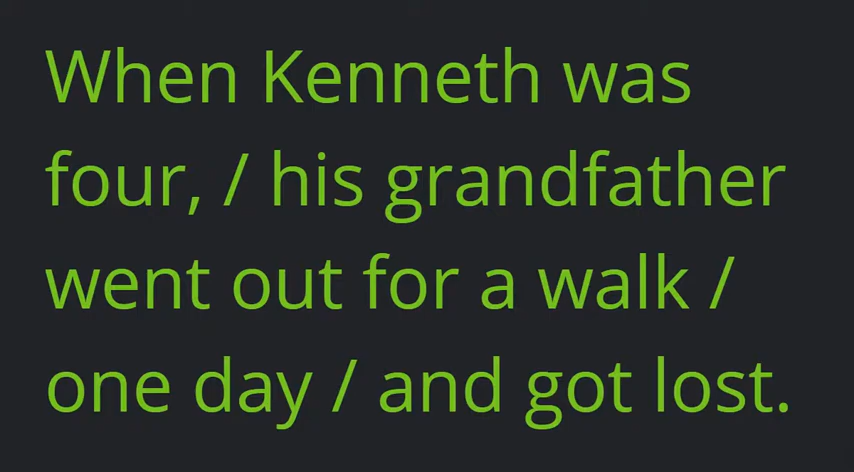 When Kenneth was
four, / his grandfather
went out for a walk /
one day / and got lost.